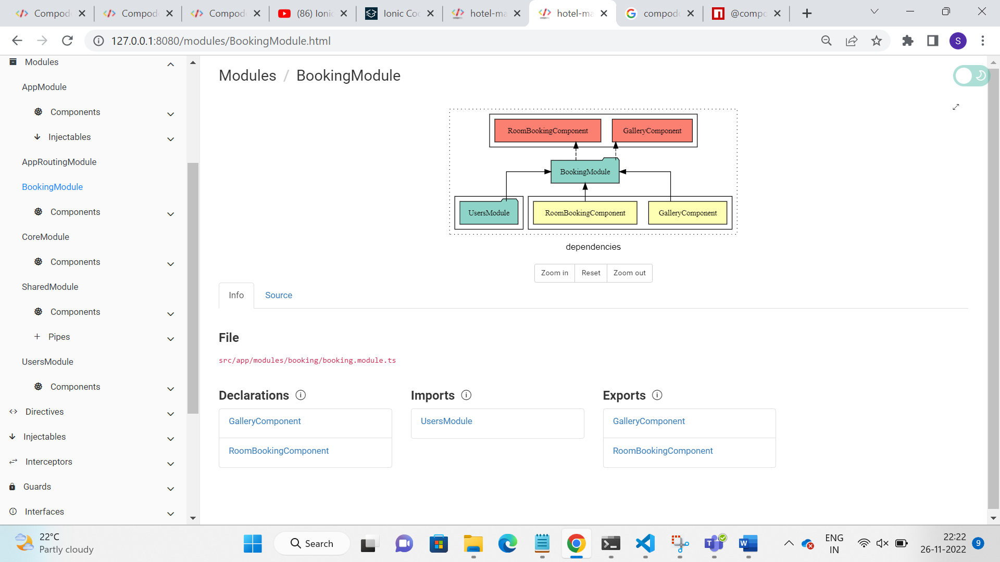 Compod
Compod
Compod
(86) Ionic
Ionic Coc
hotel-ma
hotel-ma
compodo
@compo
127.0.0.1:8080/modules/BookingModule.html
S
Modules
AppModule
Components
Injectables
AppRoutingModule
BookingModule
Components
CoreModule
Components
SharedModule
Components
Pipes
UsersModule
Components
Directives
Injectables
Interceptors
Guards
Interfaces
Modules / BookingModule
RoomBookingComponent
GalleryComponent
BookingModule
UsersModule
RoomBookingComponent
GalleryComponent
dependencies
Zoom in
Reset
Zoom out
Info
Source
File
src/app/modules/booking/booking.module.ts
Declarations
GalleryComponent
RoomBookingComponent
Imports
UsersModule
Exports
GalleryComponent
RoomBookingComponent
22°C
Partly cloudy
Search
ENG
IN
22:22
26-11-2022
9